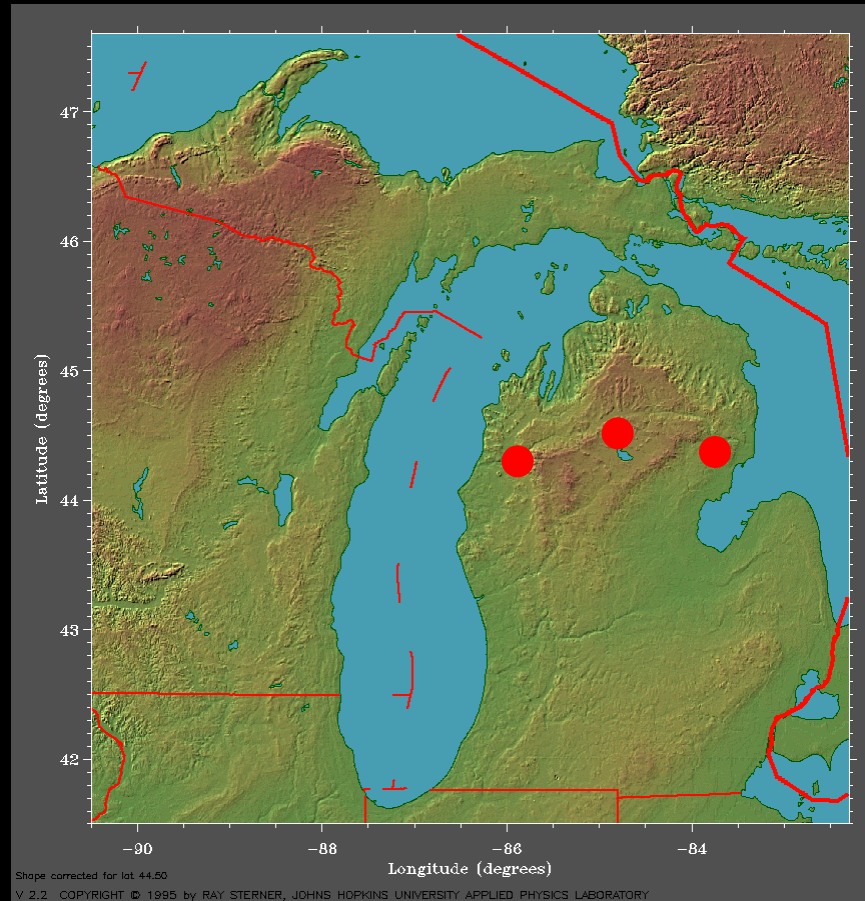 47
46
45
44
43
42
Latitude (degrees)
-90
-88
-86
-84
Longitude (degrees)
Shape corrected for lat 44.50
V 2.2 COPYRIGHT © 1995 by RAY STERNER, JOHNS HOPKINS UNIVERSITY APPLIED PHYSICS LABORATORY